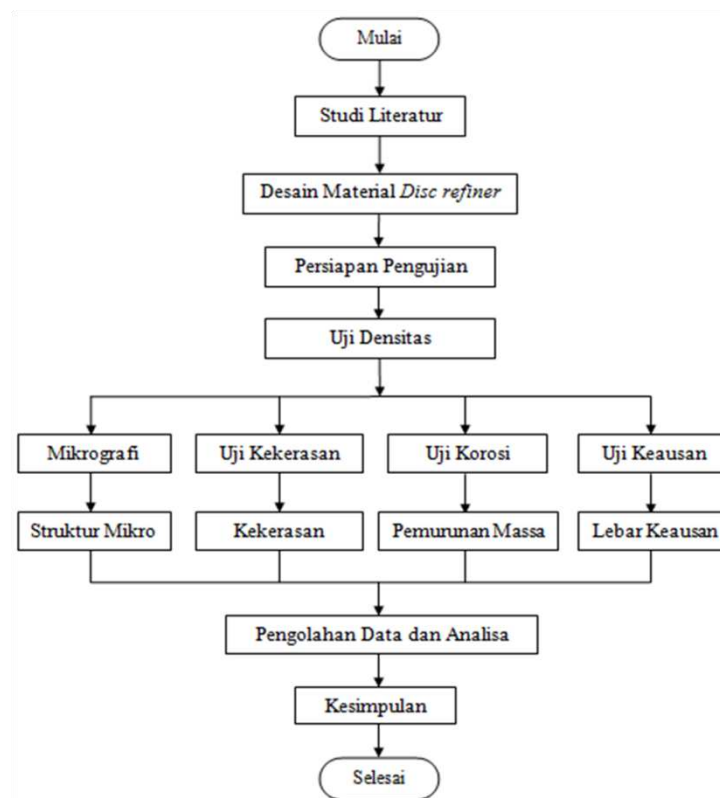 Mulai
Studi Literatur
Desain Material Disc refiner
Persiapan Pengujian
Uji Densitas
Mikrografi
Uji Kekerasan
Uji Korosi
Uji Keausan
Struktur Mikro
Kekerasan
Pemurunan Massa
Lebar Keausan
Pengolahan Data dan Analisa
Kesimpulan
Selesai